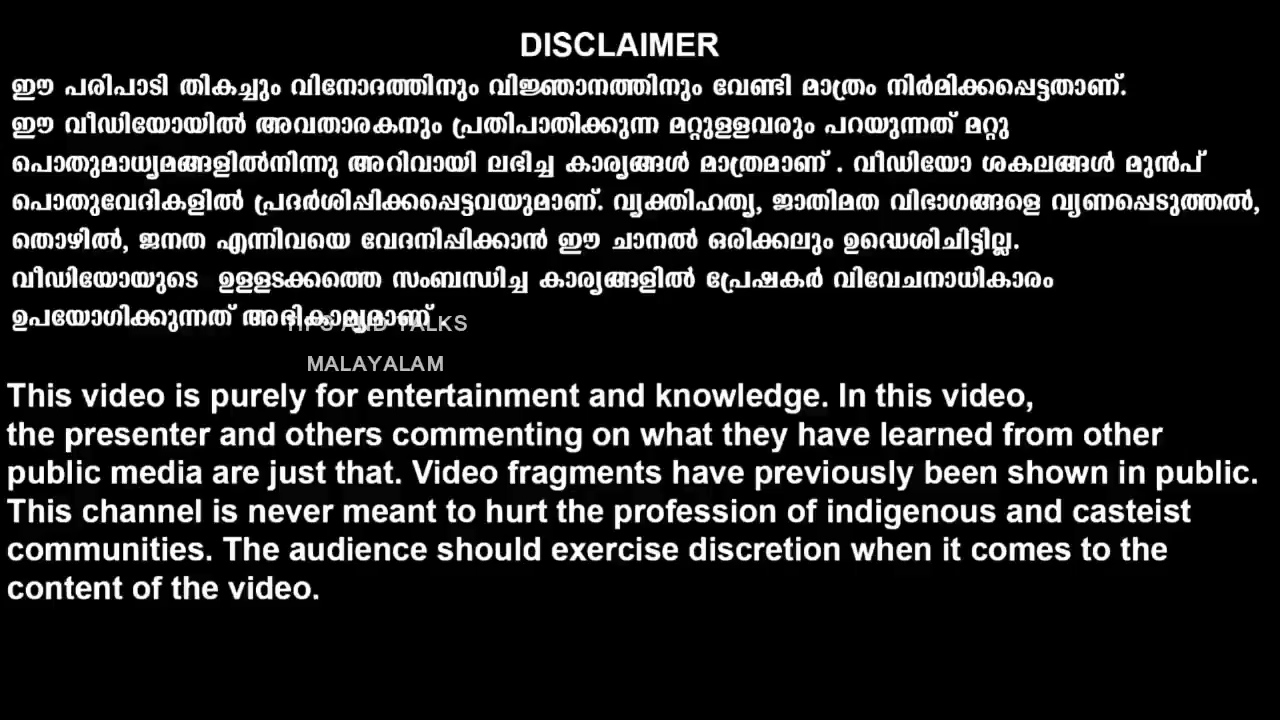 DISCLAIMER
ഈ പരിപാടി തികച്ചും വിനോദത്തിനും വിജ്ഞാനത്തിനും വേണ്ടി മാത്രം നിർമിക്കപ്പെട്ടതാണ്.
ഈ വീഡിയോയിൽ അവതാരകനും പ്രതിപാതിക്കുന്ന മറ്റുള്ളവരും പറയുന്നത് മറ്റു
പൊതുമാധ്യമങ്ങളിൽനിന്നു അറിവായി ലഭിച്ച കാര്യങ്ങൾ മാത്രമാണ് . വീഡിയോ ശകലങ്ങൾ മുൻപ്
പൊതുവേദികളിൽ പ്രദർശിപ്പിക്കപ്പെട്ടവയുമാണ്. വ്യക്തിഹത്യ, ജാതിമത വിഭാഗങ്ങളെ വ്യണപ്പെടുത്തൽ,
തൊഴിൽ, ജനത എന്നിവയെ വേദനിപ്പിക്കാൻ ഈ ചാനൽ ഒരിക്കലും ഉദ്ധെശിചിട്ടില്ല.
വീഡിയോയുടെ ഉള്ളടക്കത്തെ സംബന്ധിച്ച കാര്യങ്ങളിൽ പ്രേഷകർ വിവേചനാധികാരം
ഉപയോഗിക്കുന്നത് അഭികാമ്യമാണ്
TIPS AND TALKS
MALAYALAM
This video is purely for entertainment and knowledge. In this video,
the presenter and others commenting on what they have learned from other
public media are just that. Video fragments have previously been shown in public.
This channel is never meant to hurt the profession of indigenous and casteist
communities. The audience should exercise discretion when it comes to the
content of the video.